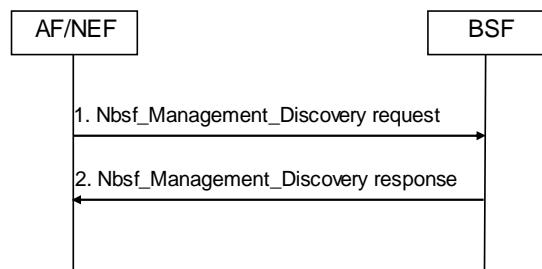 AF/NEF
BSF
1. Nbsf_Management_Discovery request
2. Nbsf_Management_Discovery response